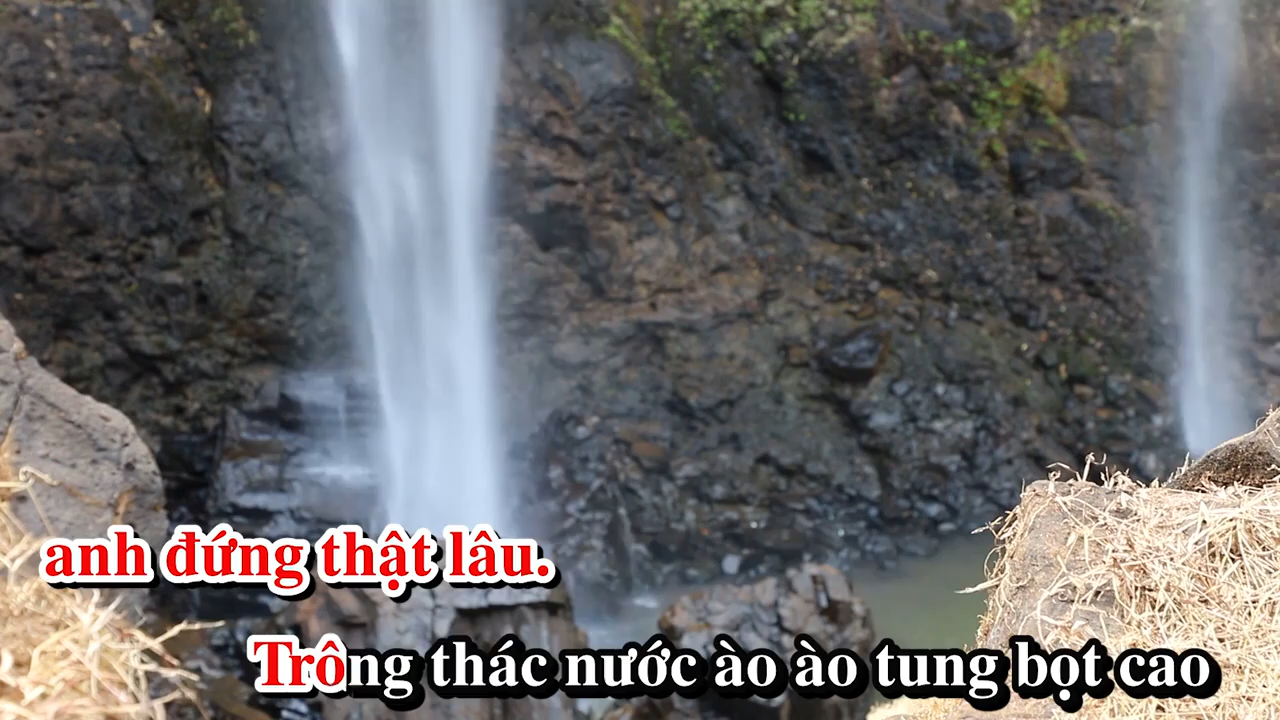 anh đứng thật lâu.
Trông thác nước ào ào tung bọt cao